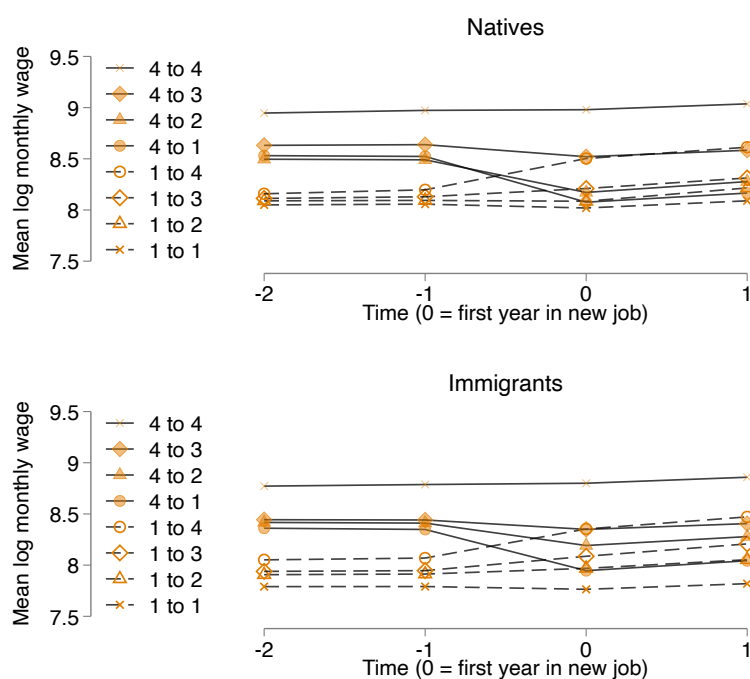 Natives
Mean log monthly wage
9.5
9
8.5
8
7.5
4 to 4
4 to 3
4 to 2
4 to 1
1 to 4
1 to 3
1 to 2
1 to 1
-2 -1 0 1
Time (0 = first year in new job)
Immigrants
Mean log monthly wage
9.5
9
8.5
8
7.5
4 to 4
4 to 3
4 to 2
4 to 1
1 to 4
1 to 3
1 to 2
1 to 1
-2 -1 0 1
Time (0 = first year in new job)